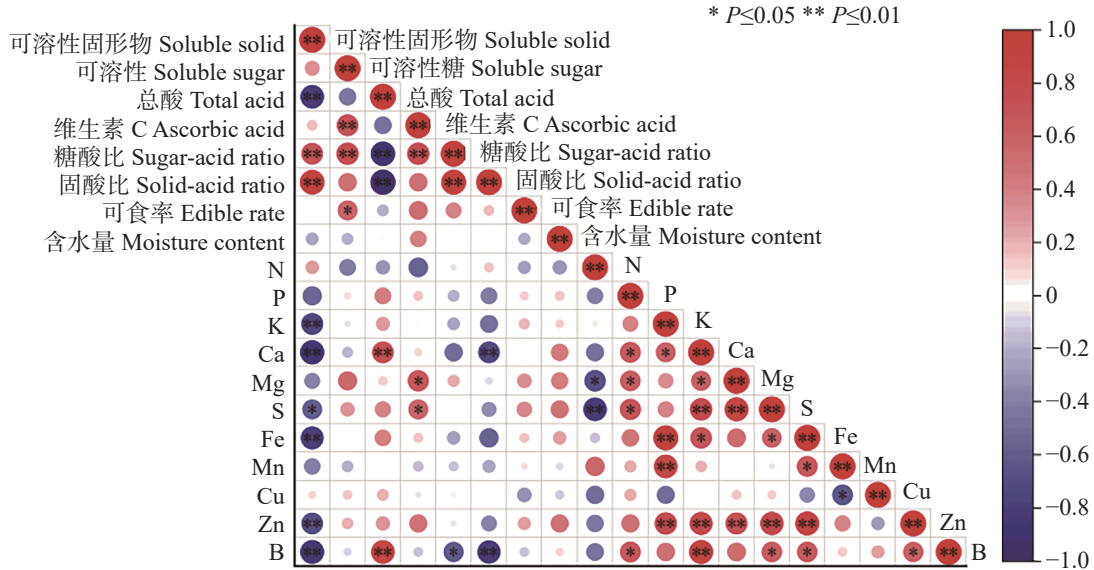 * P≤0.05 ** P≤0.01
可溶性固形物 Soluble solid
** 可溶性固形物 Soluble solid
可溶性 Soluble sugar
** 可溶性糖 Soluble sugar
总酸 Total acid
** ** 总酸 Total acid
维生素 C Ascorbic acid
** ** 维生素 C Ascorbic acid
糖酸比 Sugar-acid ratio
** ** ** ** ** 糖酸比 Sugar-acid ratio
固酸比 Solid-acid ratio
** ** ** ** 固酸比 Solid-acid ratio
可食率 Edible rate
* ** 可食率 Edible rate
含水量 Moisture content
** 含水量 Moisture content
N ** N
P ** P
K ** ** K
Ca ** ** ** * * ** Ca
Mg * * * * ** Mg
S * * ** * ** ** ** S
Fe ** ** * * ** Fe
Mn ** * ** Mn
Cu * ** Cu
Zn ** ** ** ** ** ** ** Zn
B ** ** * ** * ** * * * ** B
1.0
0.8
0.6
0.4
0.2
0
−0.2
−0.4
−0.6
−0.8
−1.0